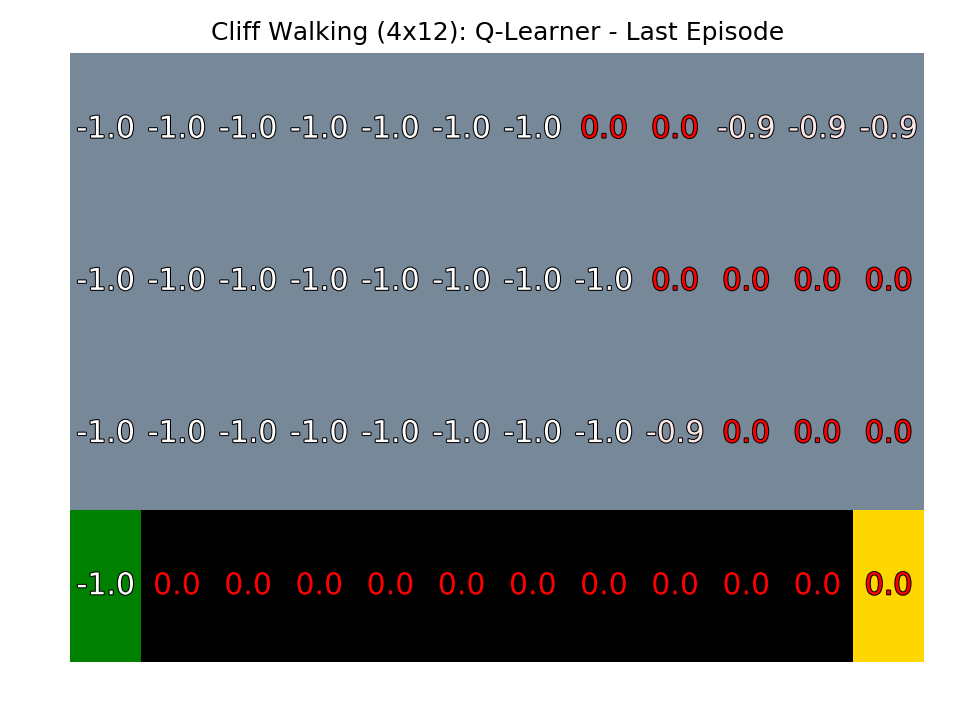 Cliff Walking (4x12): Q-Learner - Last Episode
-1.0 -1.0 -1.0 -1.0 -1.0 -1.0 -1.0 0.0 0.0 -0.9 -0.9 -0.9
-1.0 -1.0 -1.0 -1.0 -1.0 -1.0 -1.0 -1.0 0.0 0.0 0.0 0.0
-1.0 -1.0 -1.0 -1.0 -1.0 -1.0 -1.0 -1.0 -0.9 0.0 0.0 0.0
-1.0 0.0 0.0 0.0 0.0 0.0 0.0 0.0 0.0 0.0 0.0 0.0